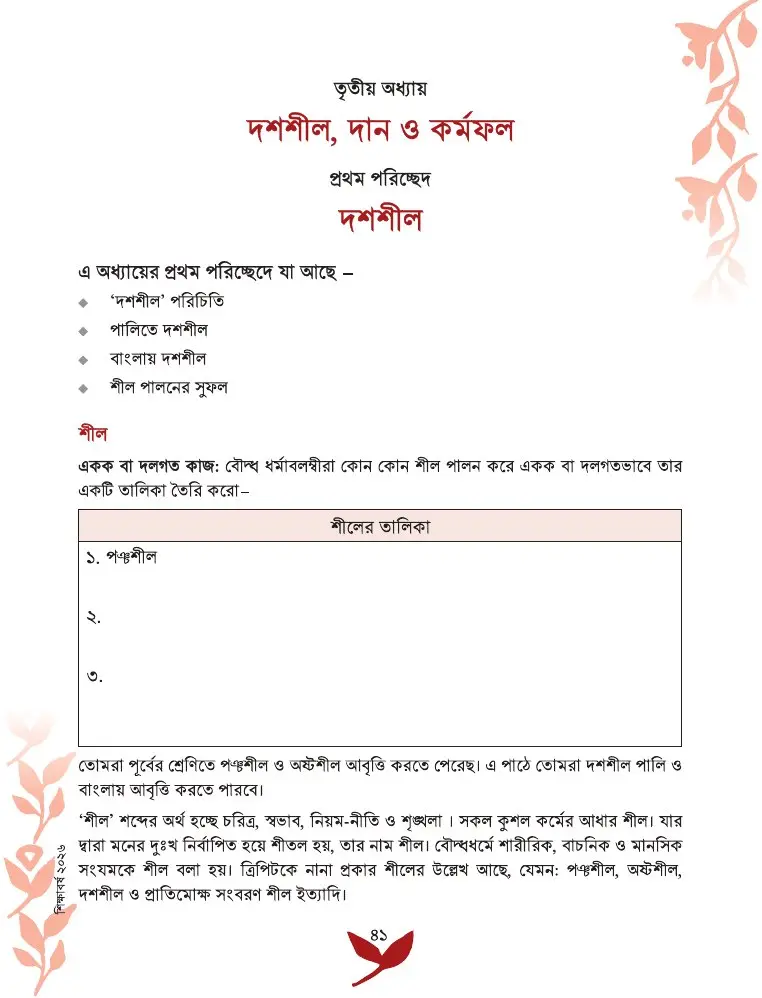 তৃতীয় অধ্যায়
দশশীল, দান ও কর্মফল
প্রথম পরিচ্ছেদ
দশশীল
এ অধ্যায়ের প্রথম পরিচ্ছেদে যা আছে –
◆ ‘দশশীল’ পরিচিতি
◆ পালিতে দশশীল
◆ বাংলায় দশশীল
◆ শীল পালনের সুফল
শীল
একক বা দলগত কাজ: বৌদ্ধ ধর্মাবলম্বীরা কোন কোন শীল পালন করে একক বা দলগতভাবে তার
একটি তালিকা তৈরি করো–
শীলের তালিকা
১. পঞ্চশীল
২.
৩.
তোমরা পূর্বের শ্রেণিতে পঞ্চশীল ও অষ্টশীল আবৃত্তি করতে পেরেছ। এ পাঠে তোমরা দশশীল পালি ও
বাংলায় আবৃত্তি করতে পারবে।
‘শীল’ শব্দের অর্থ হচ্ছে চরিত্র, স্বভাব, নিয়ম-নীতি ও শৃঙ্খলা । সকল কুশল কর্মের আধার শীল। যার
দ্বারা মনের দুঃখ নির্বাপিত হয়ে শীতল হয়, তার নাম শীল। বৌদ্ধধর্মে শারীরিক, বাচনিক ও মানসিক
সংযমকে শীল বলা হয়। ত্রিপিটকে নানা প্রকার শীলের উল্লেখ আছে, যেমন: পঞ্চশীল, অষ্টশীল,
দশশীল ও প্রাতিমোক্ষ সংবরণ শীল ইত্যাদি।
শিক্ষাবর্ষ ২০২৬
৪১